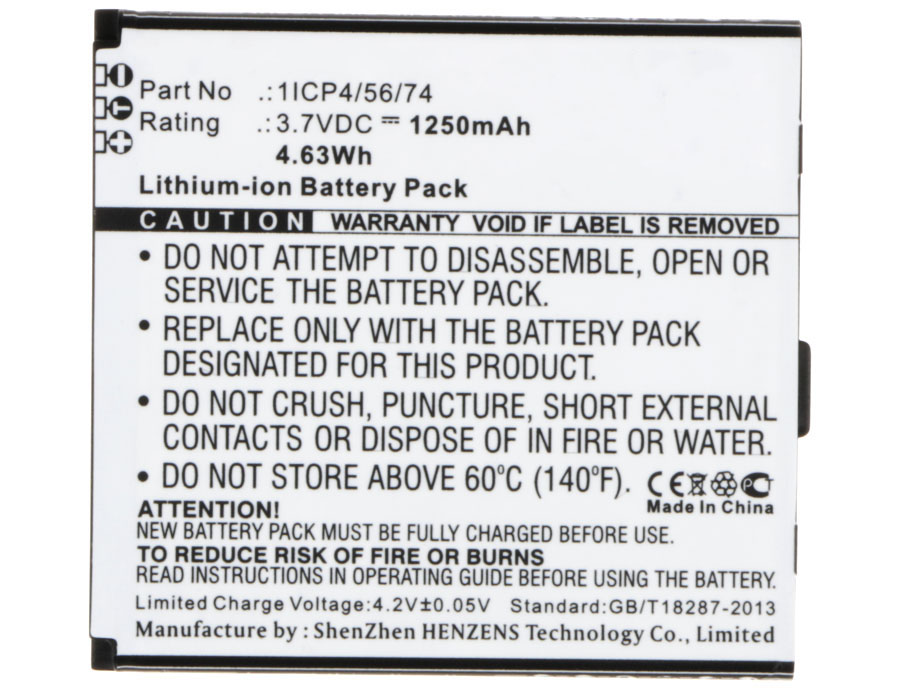 Part No .: 1ICP4/56/74
Rating .: 3.7VDC ⎓ 1250mAh
4.63Wh
Lithium-ion Battery Pack
CAUTION WARRANTY VOID IF LABEL IS REMOVED
• DO NOT ATTEMPT TO DISASSEMBLE, OPEN OR
SERVICE THE BATTERY PACK.
• REPLACE ONLY WITH THE BATTERY PACK
DESIGNATED FOR THIS PRODUCT.
• DO NOT CRUSH, PUNCTURE, SHORT EXTERNAL
CONTACTS OR DISPOSE OF IN FIRE OR WATER.
• DO NOT STORE ABOVE 60°C (140°F). CE PCT
Made In China
ATTENTION!
NEW BATTERY PACK MUST BE FULLY CHARGED BEFORE USE.
TO REDUCE RISK OF FIRE OR BURNS
READ INSTRUCTIONS IN OPERATING GUIDE BEFORE USING THE BATTERY.
Limited Charge Voltage:4.2V±0.05V Standard:GB/T18287-2013
Manufacture by : ShenZhen HENZENS Technology Co., Limited